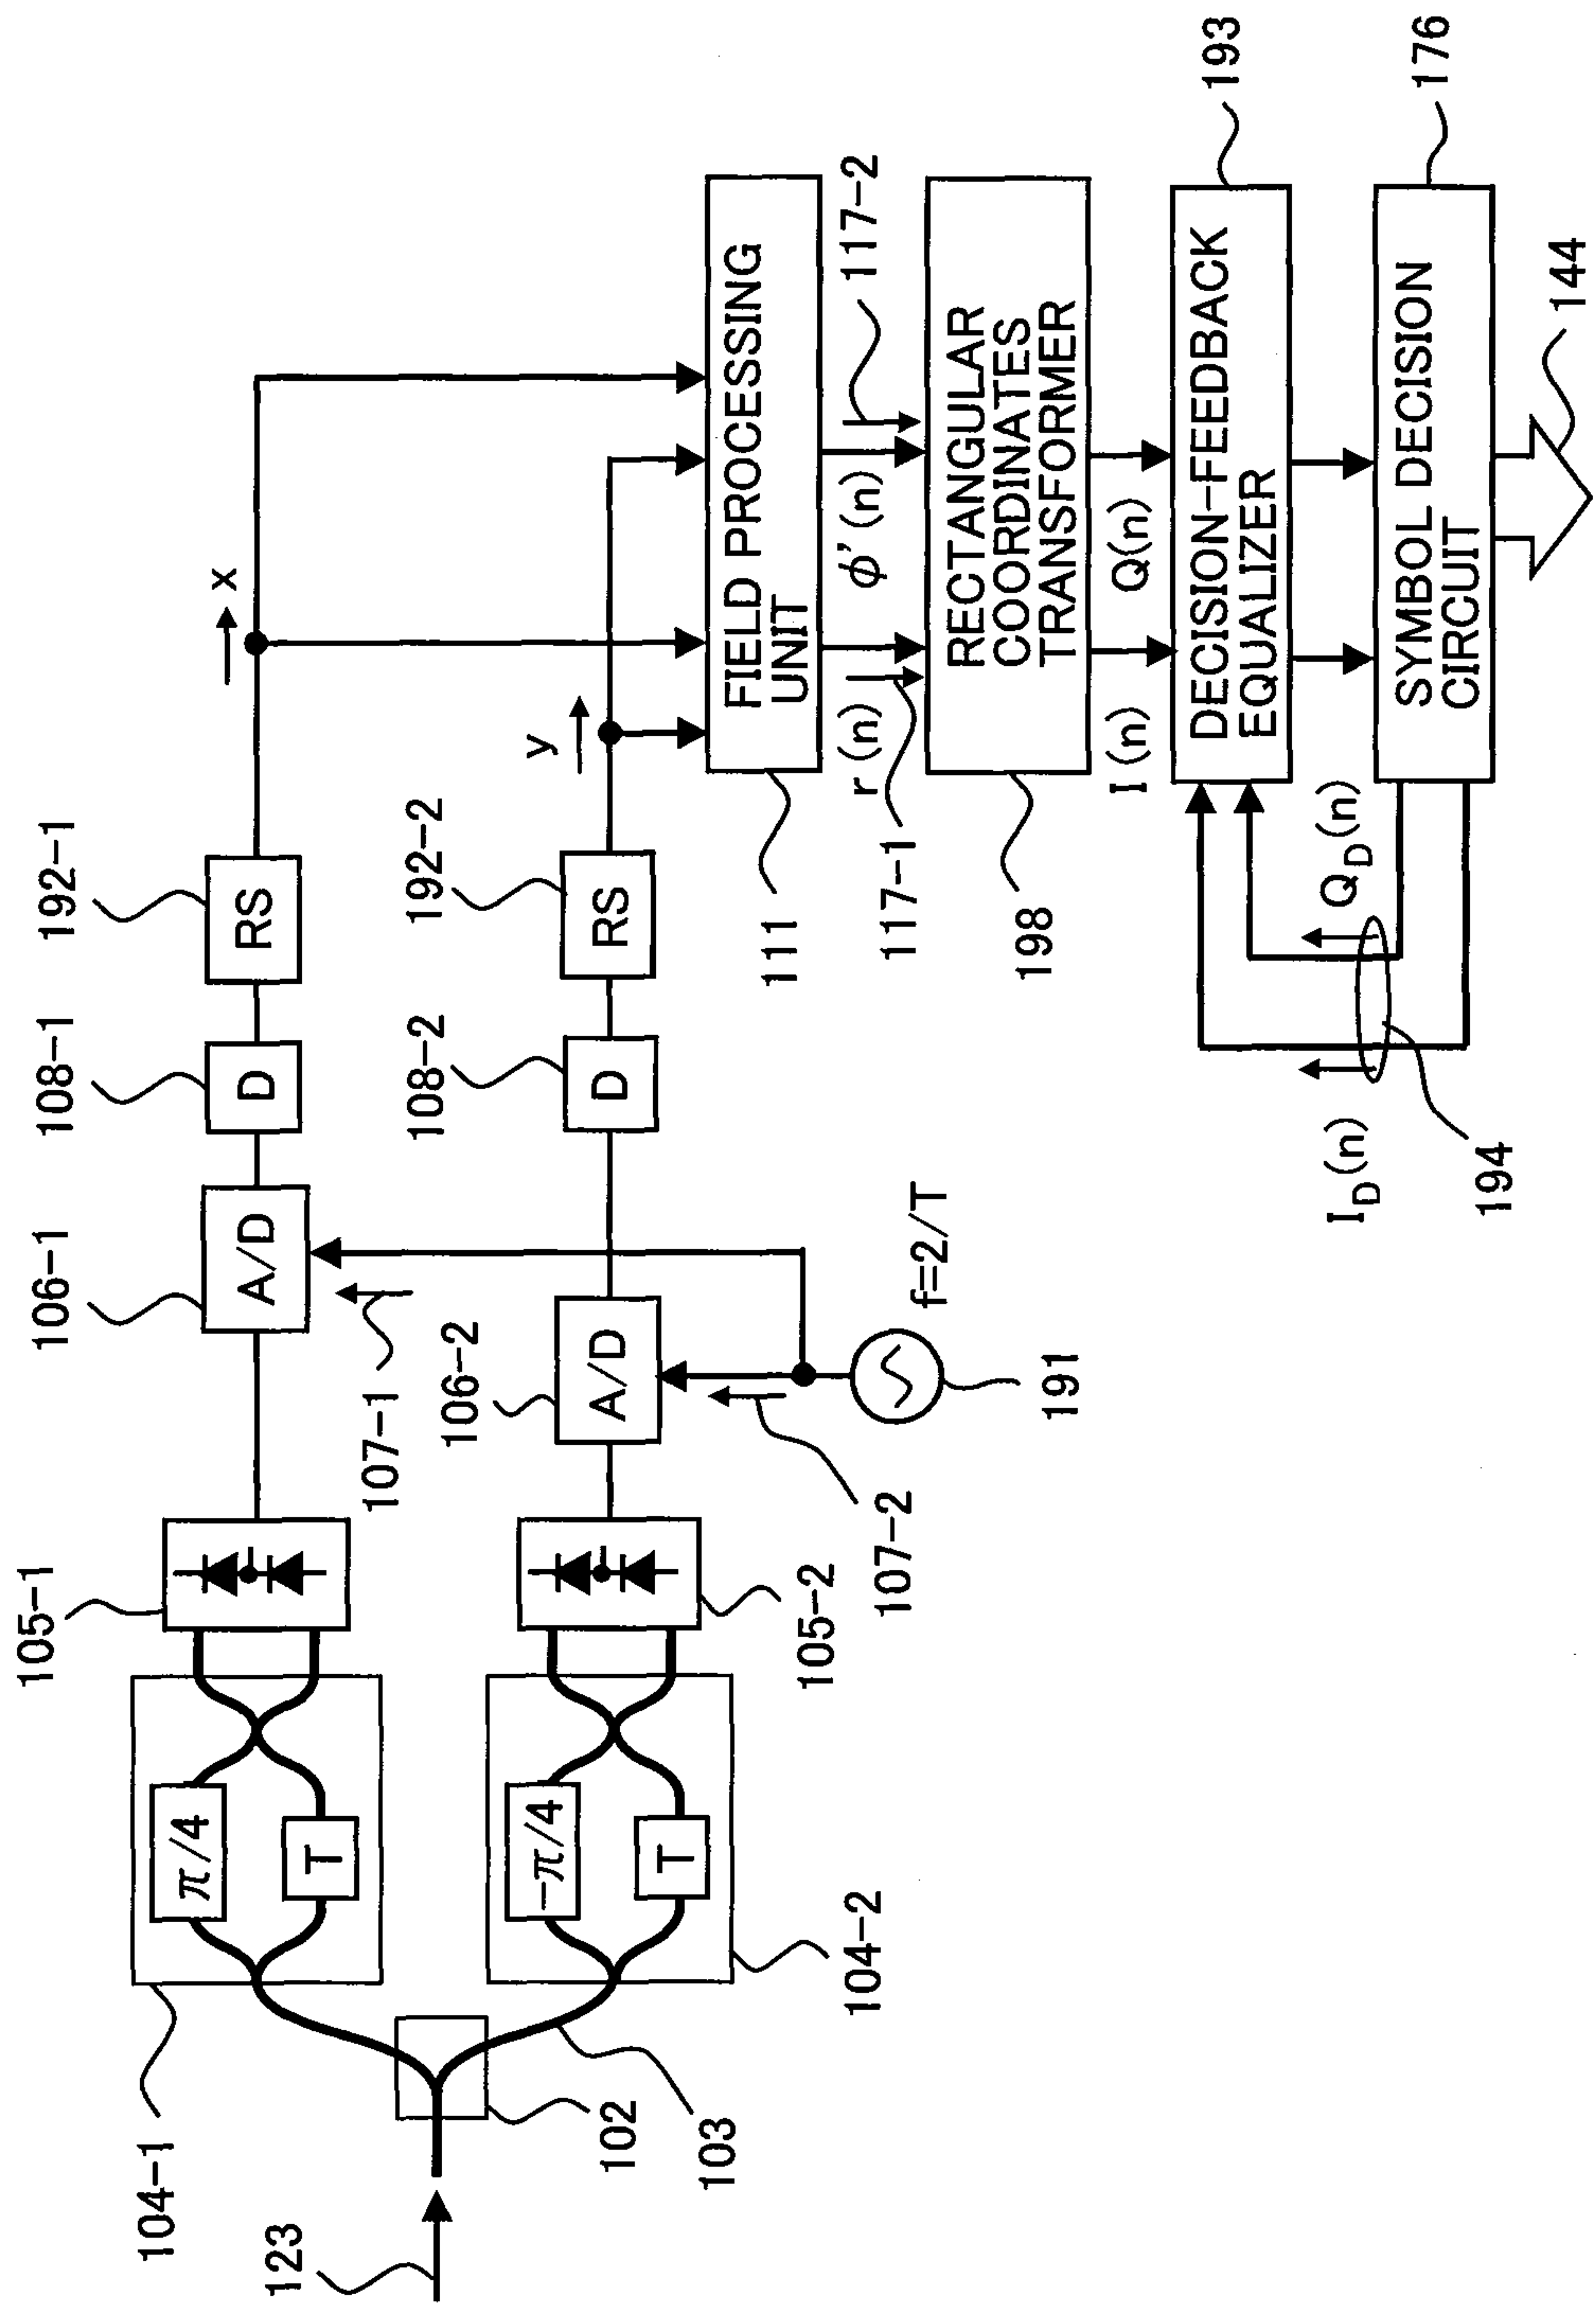 123
104-1
102
103
π/4
T
-π/4
T
104-2
105-1
105-2
106-1
A/D
107-1
106-2
A/D
107-2
191
f=2/T
108-1
D
108-2
D
192-1
RS
192-2
RS
x
y
FIELD PROCESSING
UNIT
111
r(n)
ϕ'(n)
117-1
117-2
RECTANGULAR
COORDINATES
TRANSFORMER
198
I(n)
Q(n)
DECISION-FEEDBACK
EQUALIZER
193
SYMBOL DECISION
CIRCUIT
176
I_D(n)
Q_D(n)
194
144